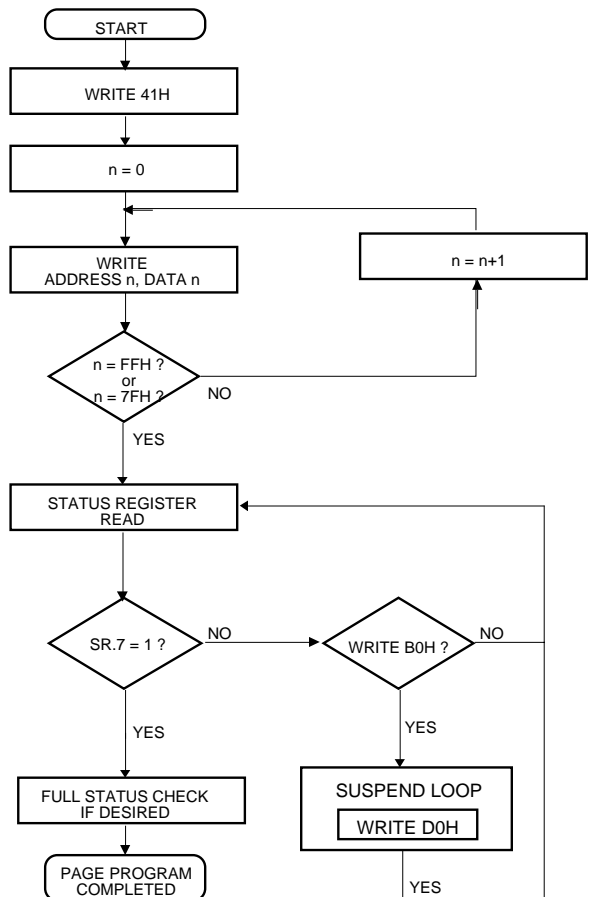 START
WRITE 41H
n = 0
WRITE
ADDRESS n, DATA n
n = n+1
n = FFH ?
or
n = 7FH ?
NO
YES
STATUS REGISTER
READ
SR.7 = 1 ?
NO
WRITE B0H ?
NO
YES
YES
FULL STATUS CHECK
IF DESIRED
SUSPEND LOOP
WRITE D0H
YES
PAGE PROGRAM
COMPLETED